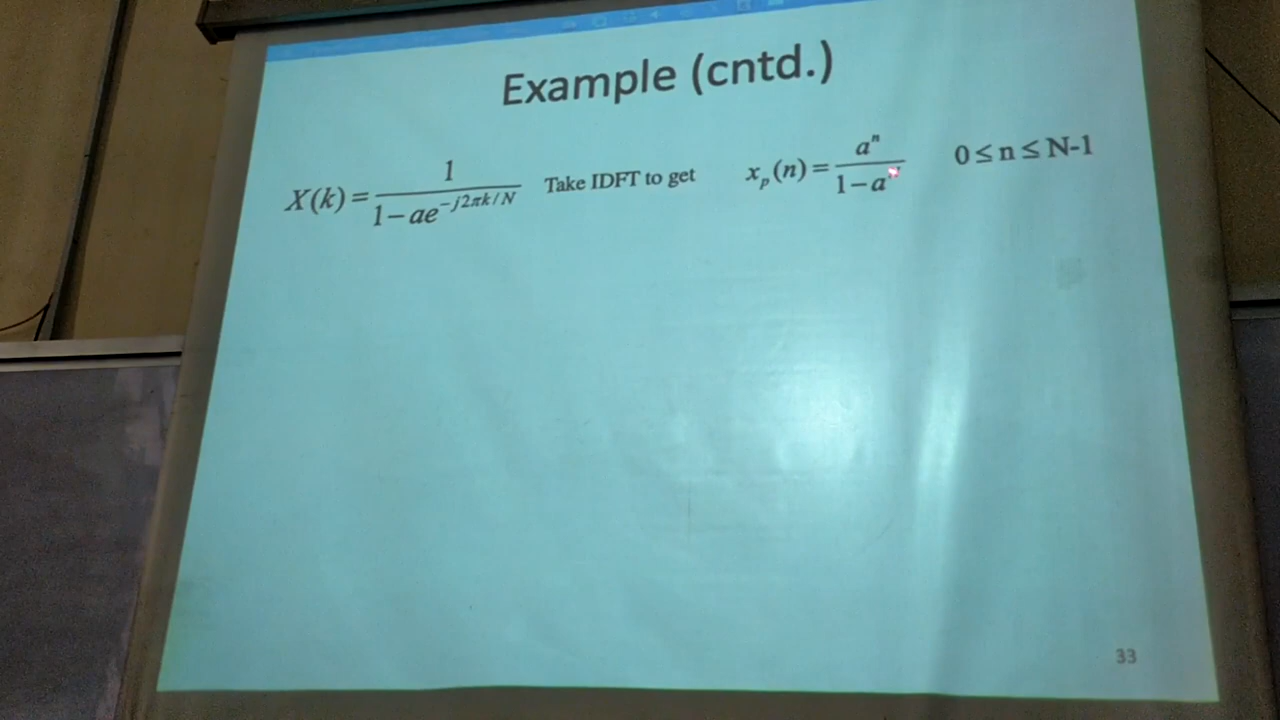 Example (cntd.)
X(k) = 1 / (1 − ae^(−j2πk/N)) Take IDFT to get x_p(n) = a^n / (1 − a^N) 0 ≤ n ≤ N-1
33